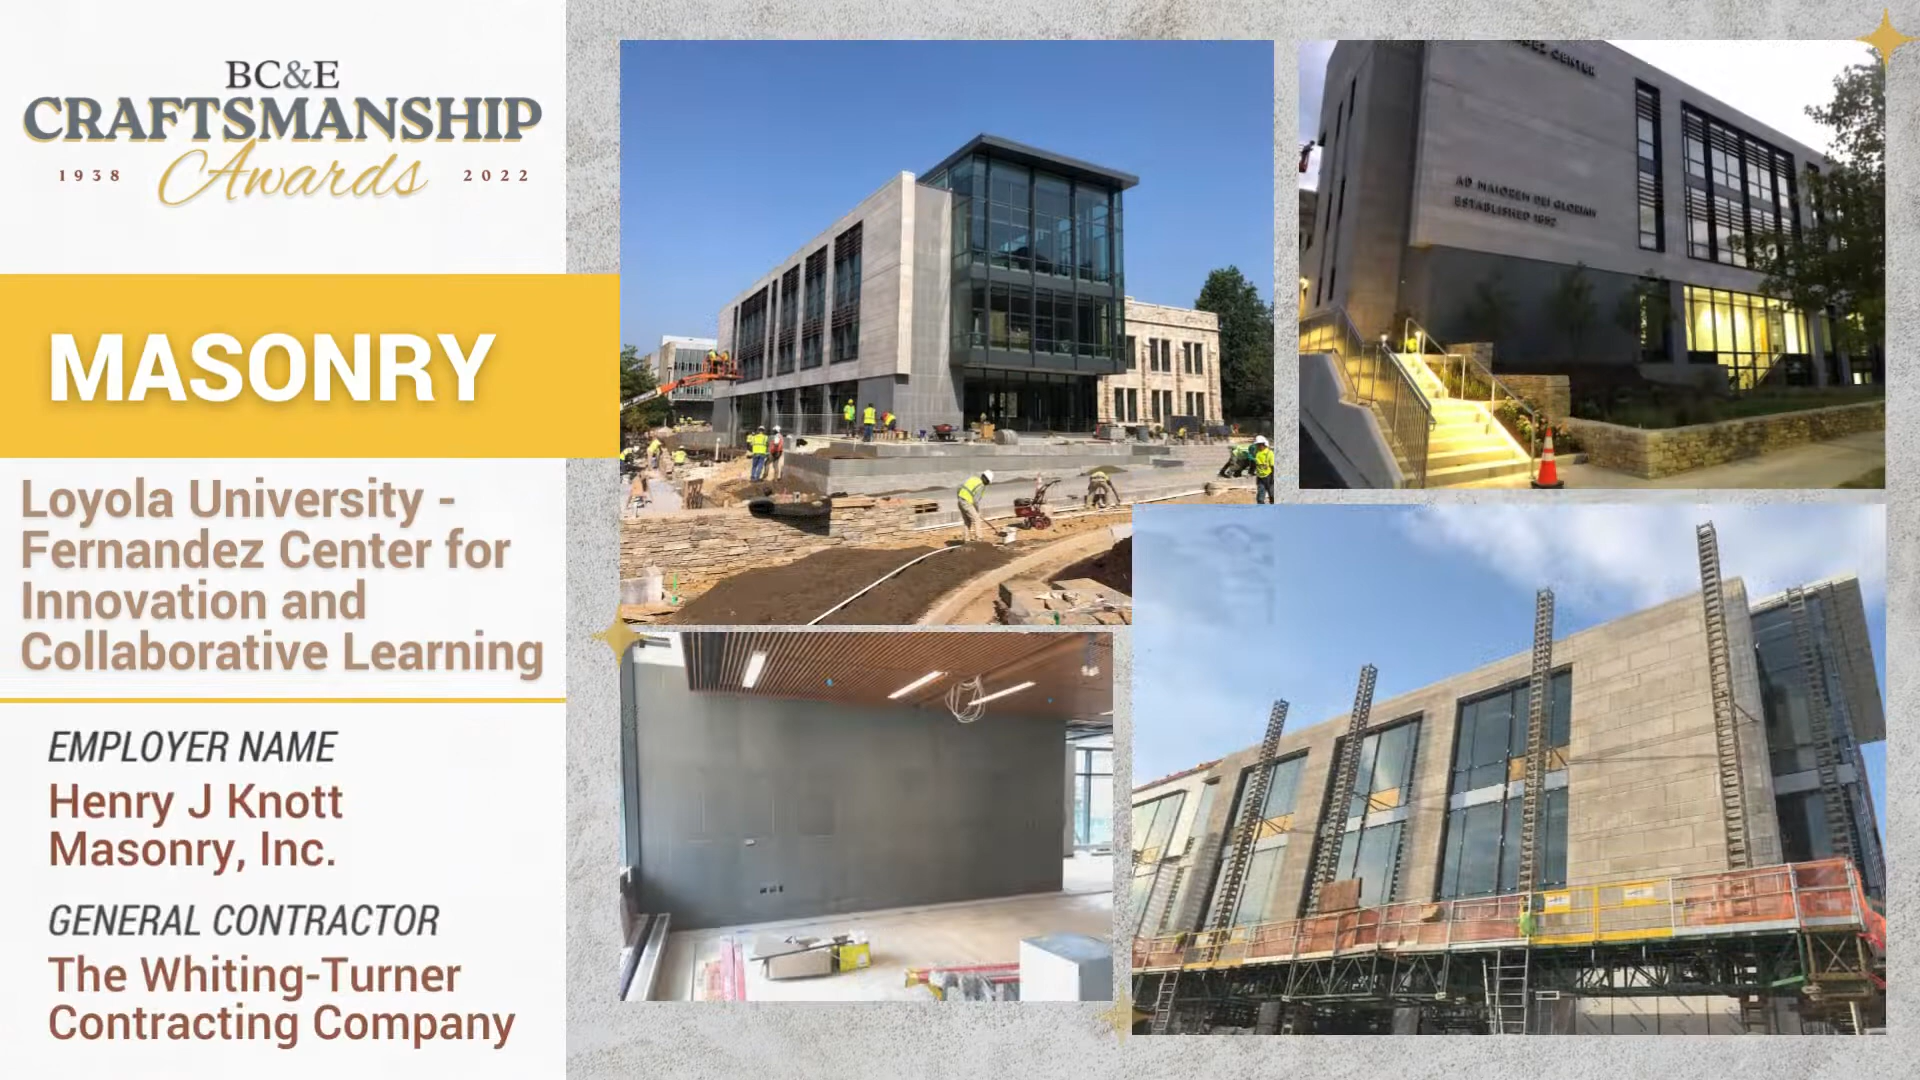 BC&E
CRAFTSMANSHIP
1938 Awards 2022
MASONRY
Loyola University -
Fernandez Center for
Innovation and
Collaborative Learning
EMPLOYER NAME
Henry J Knott
Masonry, Inc.
GENERAL CONTRACTOR
The Whiting-Turner
Contracting Company
CENTER
AD MAIOREM DEI GLORIAM
ESTABLISHED 1852